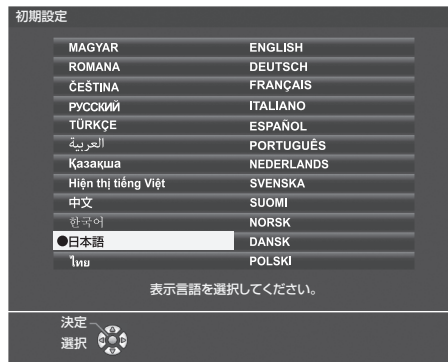 初期設定
MAGYAR ENGLISH
ROMANA DEUTSCH
ČEŠTINA FRANÇAIS
РУССКИЙ ITALIANO
TÜRKÇE ESPAÑOL
العربية PORTUGUÊS
Қазақша NEDERLANDS
Hiện thị tiếng Việt SVENSKA
中文 SUOMI
한국어 NORSK
●日本語 DANSK
ไทย POLSKI
表示言語を選択してください。
決定
選択